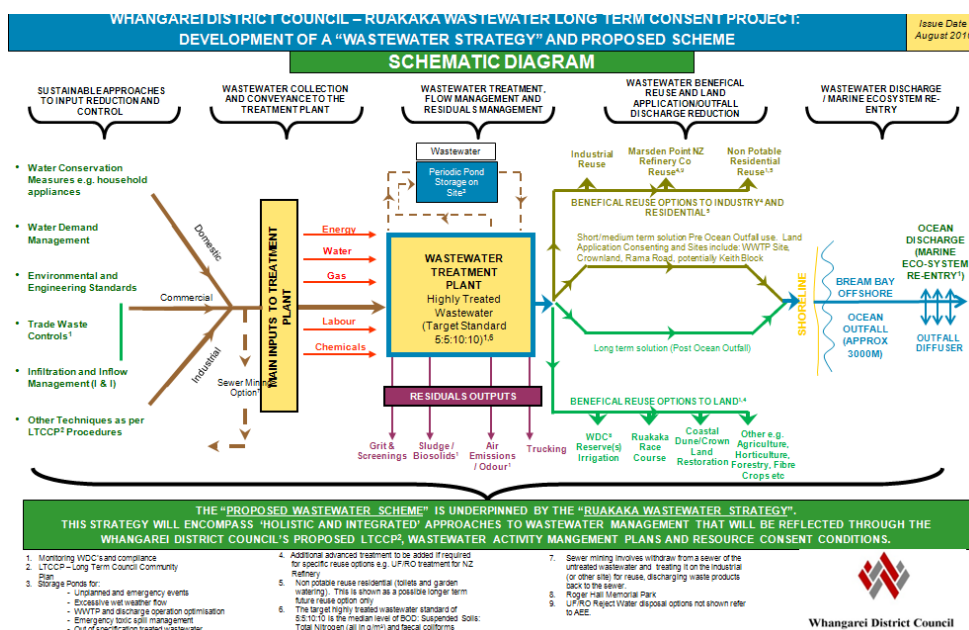 WHANGAREI DISTRICT COUNCIL – RUAKAKA WASTEWATER LONG TERM CONSENT PROJECT:
DEVELOPMENT OF A “WASTEWATER STRATEGY” AND PROPOSED SCHEME
Issue Date
August 2010
SCHEMATIC DIAGRAM
SUSTAINABLE APPROACHES
TO INPUT REDUCTION AND
CONTROL
WASTEWATER COLLECTION
AND CONVEYANCE TO THE
TREATMENT PLANT
WASTEWATER TREATMENT,
FLOW MANAGEMENT AND
RESIDUALS MANAGEMENT
WASTEWATER BENEFICAL
REUSE AND LAND
APPLICATION/OUTFALL
DISCHARGE REDUCTION
WASTEWATER DISCHARGE
/ MARINE ECOSYSTEM RE-
ENTRY
• Water Conservation
Measures e.g. household
appliances
• Water Demand
Management
• Environmental and
Engineering Standards
• Trade Waste
Controls¹
• Infiltration and Inflow
Management (I & I)
• Other Techniques as per
LTCCP² Procedures
Domestic
Commercial
Industrial
Sewer Mining
Option⁷
MAIN INPUTS TO TREATMENT
PLANT
Energy
Water
Gas
Labour
Chemicals
Wastewater
Periodic Pond
Storage on
Site³
WASTEWATER
TREATMENT
PLANT
Highly Treated
Wastewater
(Target Standard
5:5:10:10)¹,⁶
RESIDUALS OUTPUTS
Grit &
Screenings
Sludge /
Biosolids¹
Air
Emissions
/ Odour¹
Trucking
Industrial
Reuse
Marsden Point NZ
Refinery Co
Reuse⁴,⁹
Non Potable
Residential
Reuse¹,⁵
BENEFICAL REUSE OPTIONS TO INDUSTRY⁴ AND
RESIDENTIAL⁵
Short/medium term solution Pre Ocean Outfall use. Land
Application Consenting and Sites include: WWTP Site,
Crownland, Rama Road, potentially Keith Block
Long term solution (Post Ocean Outfall)
BENEFICAL REUSE OPTIONS TO LAND¹,⁴
WDC⁸
Reserve(s)
Irrigation
Ruakaka
Race
Course
Coastal
Dune/Crown
Land
Restoration
Other e.g.
Agriculture,
Horticulture,
Forestry, Fibre
Crops etc
SHORELINE
BREAM BAY
OFFSHORE
OCEAN
OUTFALL
(APPROX
3000M)
OCEAN
DISCHARGE
(MARINE
ECO-SYSTEM
RE-ENTRY¹)
OUTFALL
DIFFUSER
THE “PROPOSED WASTEWATER SCHEME” IS UNDERPINNED BY THE “RUAKAKA WASTEWATER STRATEGY”.
THIS STRATEGY WILL ENCOMPASS ‘HOLISTIC AND INTEGRATED’ APPROACHES TO WASTEWATER MANAGEMENT THAT WILL BE REFLECTED THROUGH THE
WHANGAREI DISTRICT COUNCIL’S PROPOSED LTCCP², WASTEWATER ACTIVITY MANGEMENT PLANS AND RESOURCE CONSENT CONDITIONS.
1. Monitoring WDC's and compliance
2. LTCCP – Long Term Council Community
Plan
3. Storage Ponds for:
- Unplanned and emergency events
- Excessive wet weather flow
- WWTP and discharge operation optimisation
- Emergency toxic spill management
- Out of specification treated wastewater
4. Additional advanced treatment to be added if required
for specific reuse options e.g. UF/RO treatment for NZ
Refinery
5. Non potable reuse residential (toilets and garden
watering). This is shown as a possible longer term
future reuse option only
6. The target highly treated wastewater standard of
5:5:10:10 is the median level of BOD: Suspended Soils:
Total Nitrogen (all in g/m³) and faecal coliforms
7. Sewer mining involves withdraw from a sewer of the
untreated wastewater and treating it on the industrial
(or other site) for reuse, discharging waste products
back to the sewer.
8 Roger Hall Memorial Park
9. UF/RO Reject Water disposal options not shown refer
to AEE.
Whangarei District Council